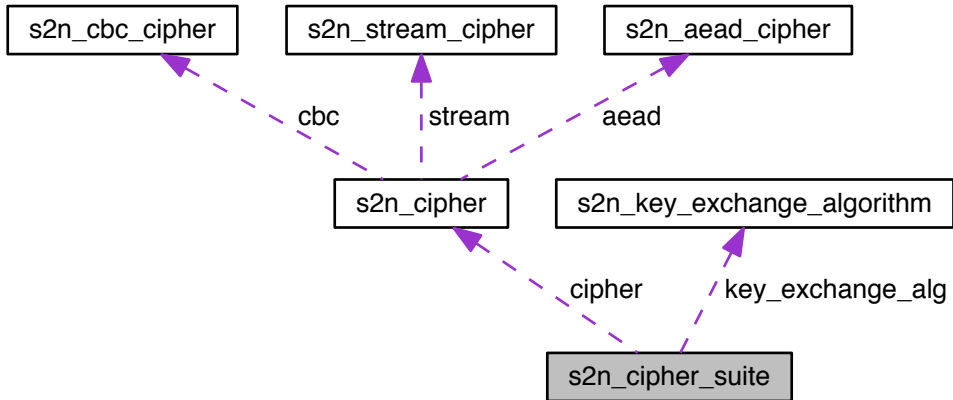 s2n_cbc_cipher
s2n_stream_cipher
s2n_aead_cipher
cbc
stream
aead
s2n_cipher
s2n_key_exchange_algorithm
cipher
key_exchange_alg
s2n_cipher_suite